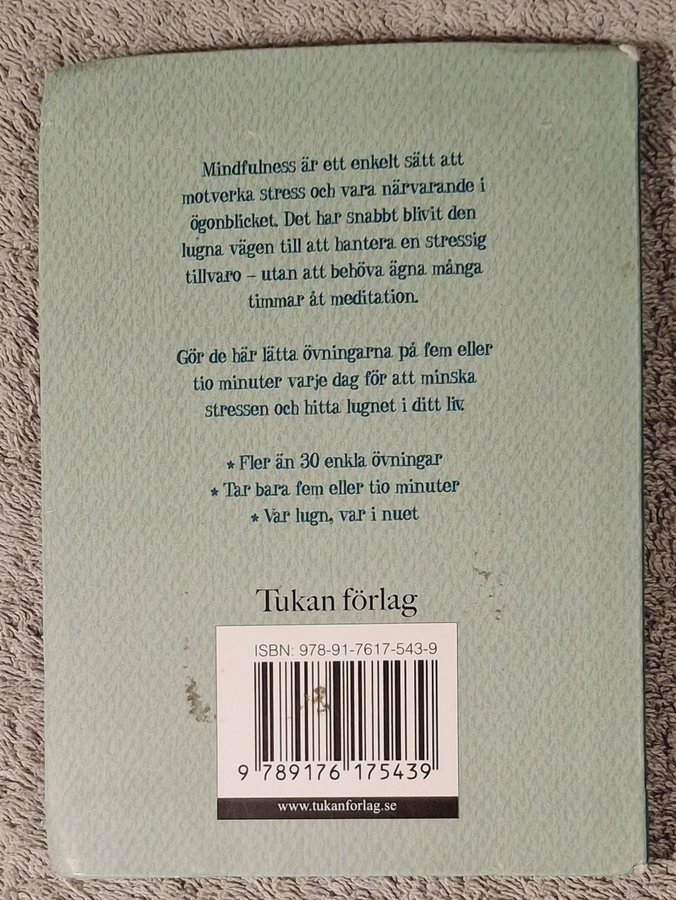 Mindfulness är ett enkelt sätt att
motverka stress och vara närvarande i
ögonblicket. Det har snabbt blivit den
lugna vägen till att hantera en stressig
tillvaro – utan att behöva ägna många
timmar åt meditation.
Gör de här lätta övningarna på fem eller
tio minuter varje dag för att minska
stressen och hitta lugnet i ditt liv.
* Fler än 30 enkla övningar
* Tar bara fem eller tio minuter
* Var lugn, var i nuet
Tukan förlag
ISBN: 978-91-7617-543-9
9 789176 175439
www.tukanforlag.se